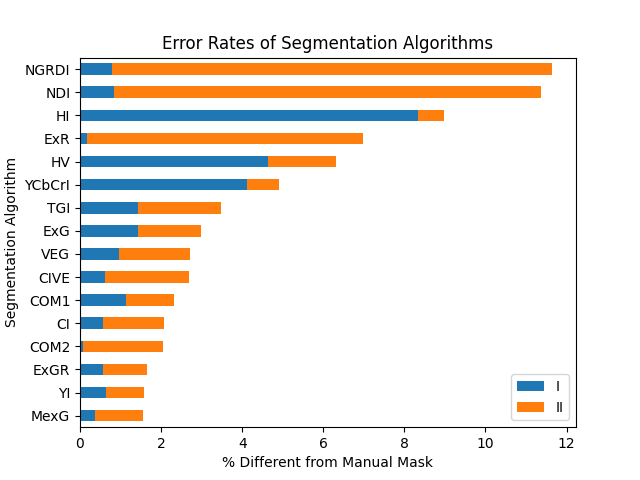 Error Rates of Segmentation Algorithms
Segmentation Algorithm
NGRDI
NDI
HI
ExR
HV
YCbCrI
TGI
ExG
VEG
CIVE
COM1
CI
COM2
ExGR
YI
MexG
I
II
0 2 4 6 8 10 12
% Different from Manual Mask